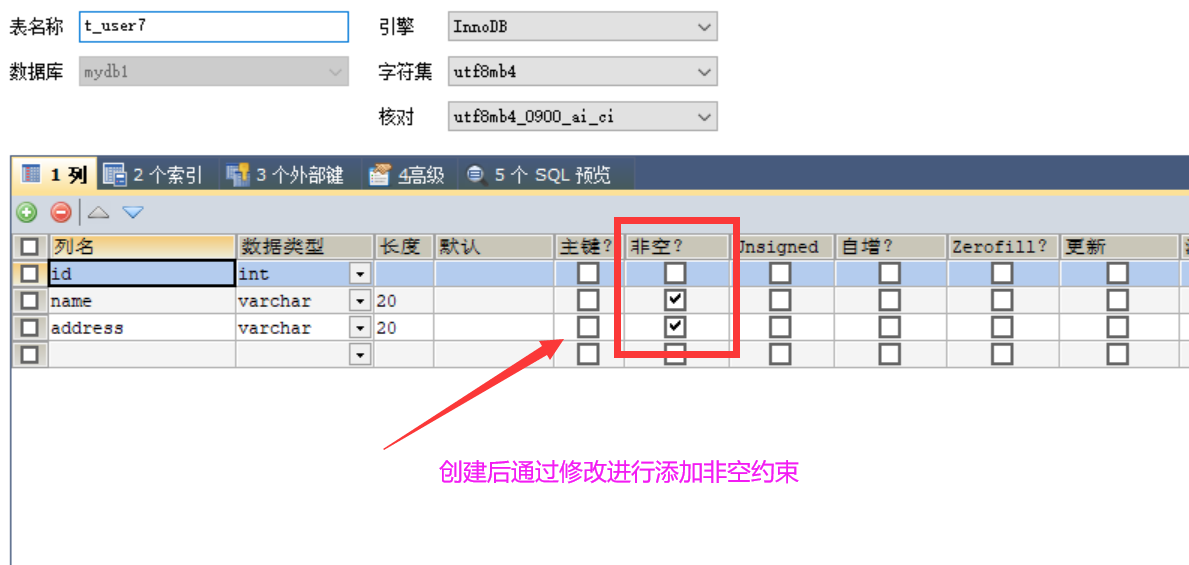 表名称 t_user7 引擎 InnoDB
数据库 mydb1 字符集 utf8mb4
核对 utf8mb4_0900_ai_ci
1 列 2 个索引 3 个外部键 4高级 5 个 SQL 预览
列名 数据类型 长度 默认 主键? 非空? Unsigned 自增? Zerofill? 更新
id int
name varchar 20
address varchar 20
创建后通过修改进行添加非空约束